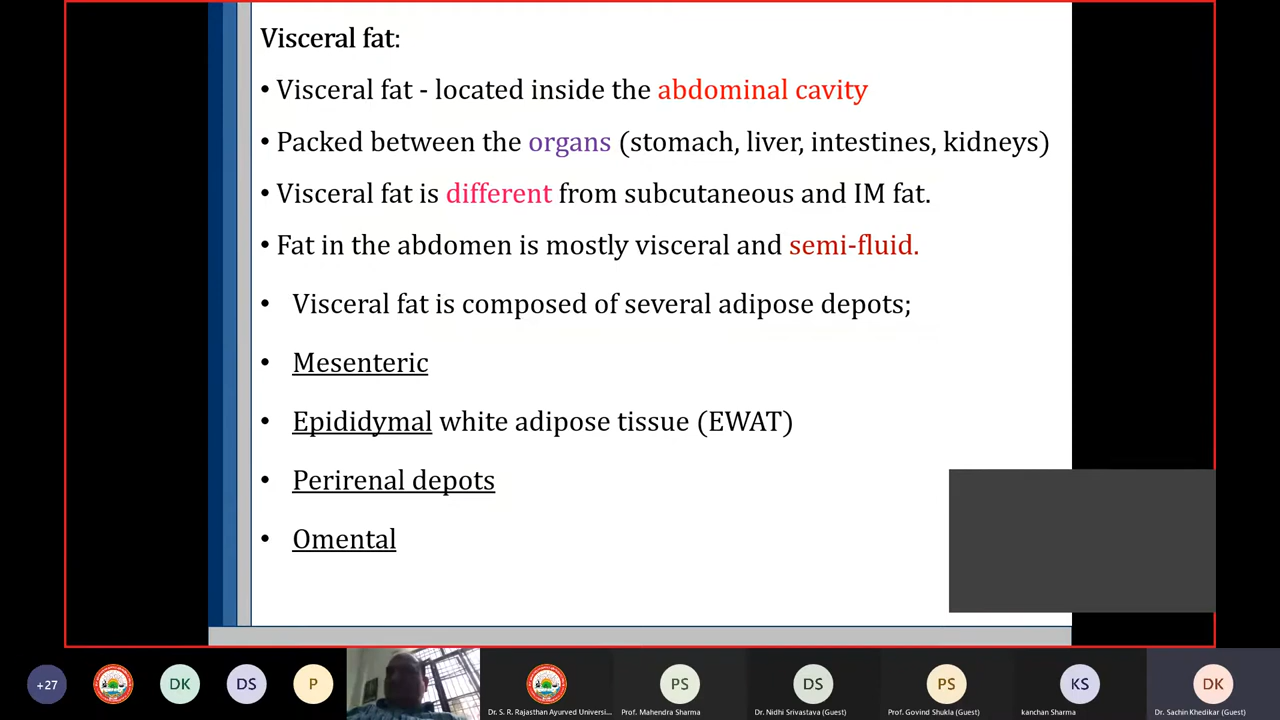 Visceral fat:
• Visceral fat - located inside the abdominal cavity
• Packed between the organs (stomach, liver, intestines, kidneys)
• Visceral fat is different from subcutaneous and IM fat.
• Fat in the abdomen is mostly visceral and semi-fluid.
• Visceral fat is composed of several adipose depots;
• Mesenteric
• Epididymal white adipose tissue (EWAT)
• Perirenal depots
• Omental
+27
DK
DS
P
PS
DS
PS
KS
DK
Dr. S. R. Rajasthan Ayurved Universi...
Prof. Mahendra Sharma
Dr. Nidhi Srivastava (Guest)
Prof. Govind Shukla (Guest)
kanchan Sharma
Dr. Sachin Khedikar (Guest)